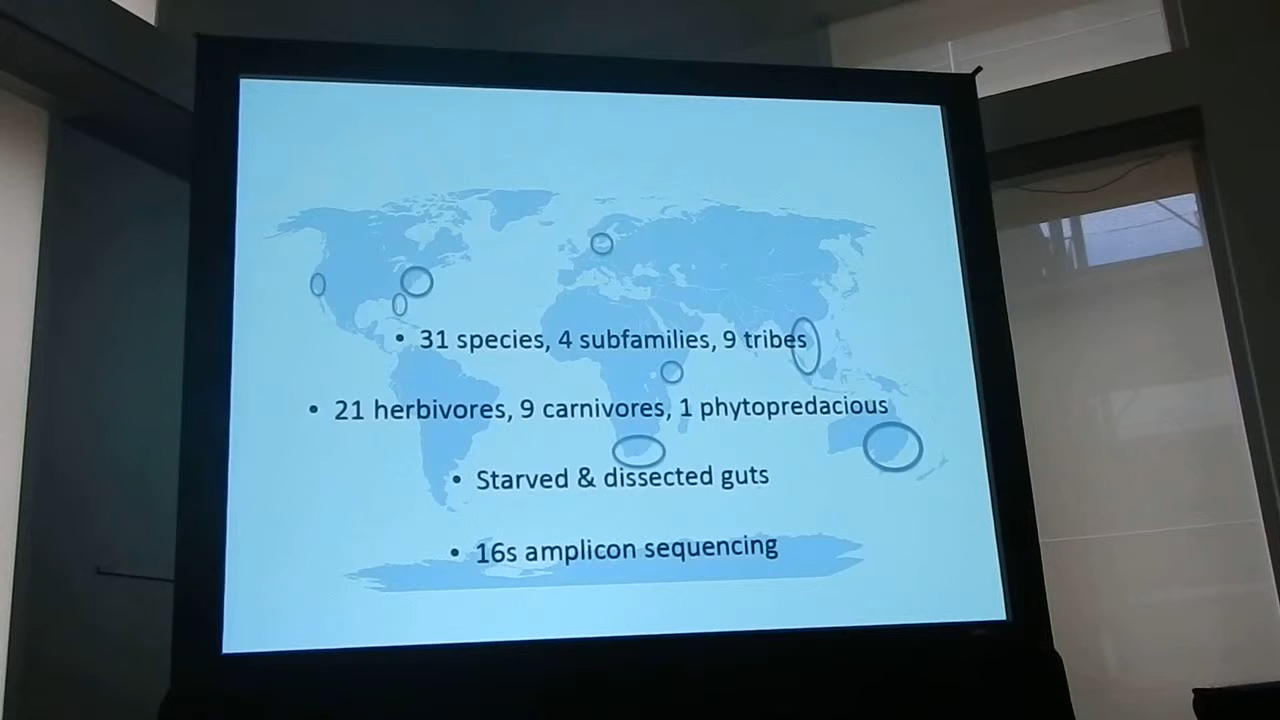 • 31 species, 4 subfamilies, 9 tribes
• 21 herbivores, 9 carnivores, 1 phytopredacious
• Starved & dissected guts
• 16s amplicon sequencing